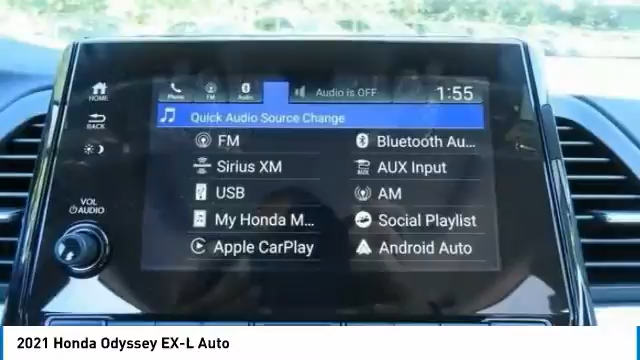 HOME
BACK
VOL
AUDIO
Phone FM Audio Audio is OFF 1:55
Quick Audio Source Change
FM Bluetooth Au...
Sirius XM AUX Input
USB AM
My Honda M... Social Playlist
Apple CarPlay Android Auto
2021 Honda Odyssey EX-L Auto